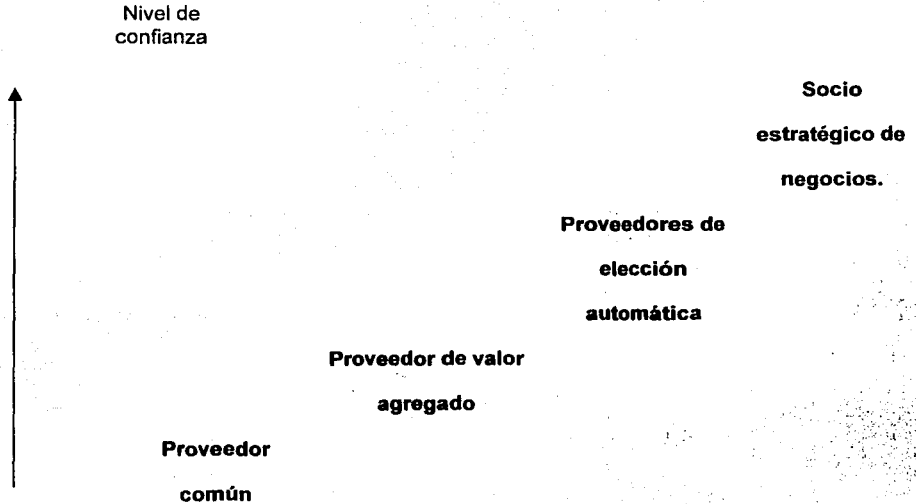 Nivel de
confianza
Socio
estratégico de
negocios.
Proveedores de
elección
automática
Proveedor de valor
agregado
Proveedor
común